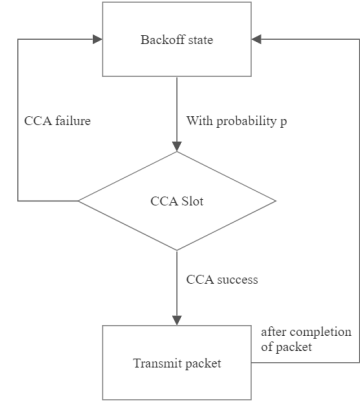 Backoff state
CCA failure
With probability p
CCA Slot
CCA success
after completion
of packet
Transmit packet